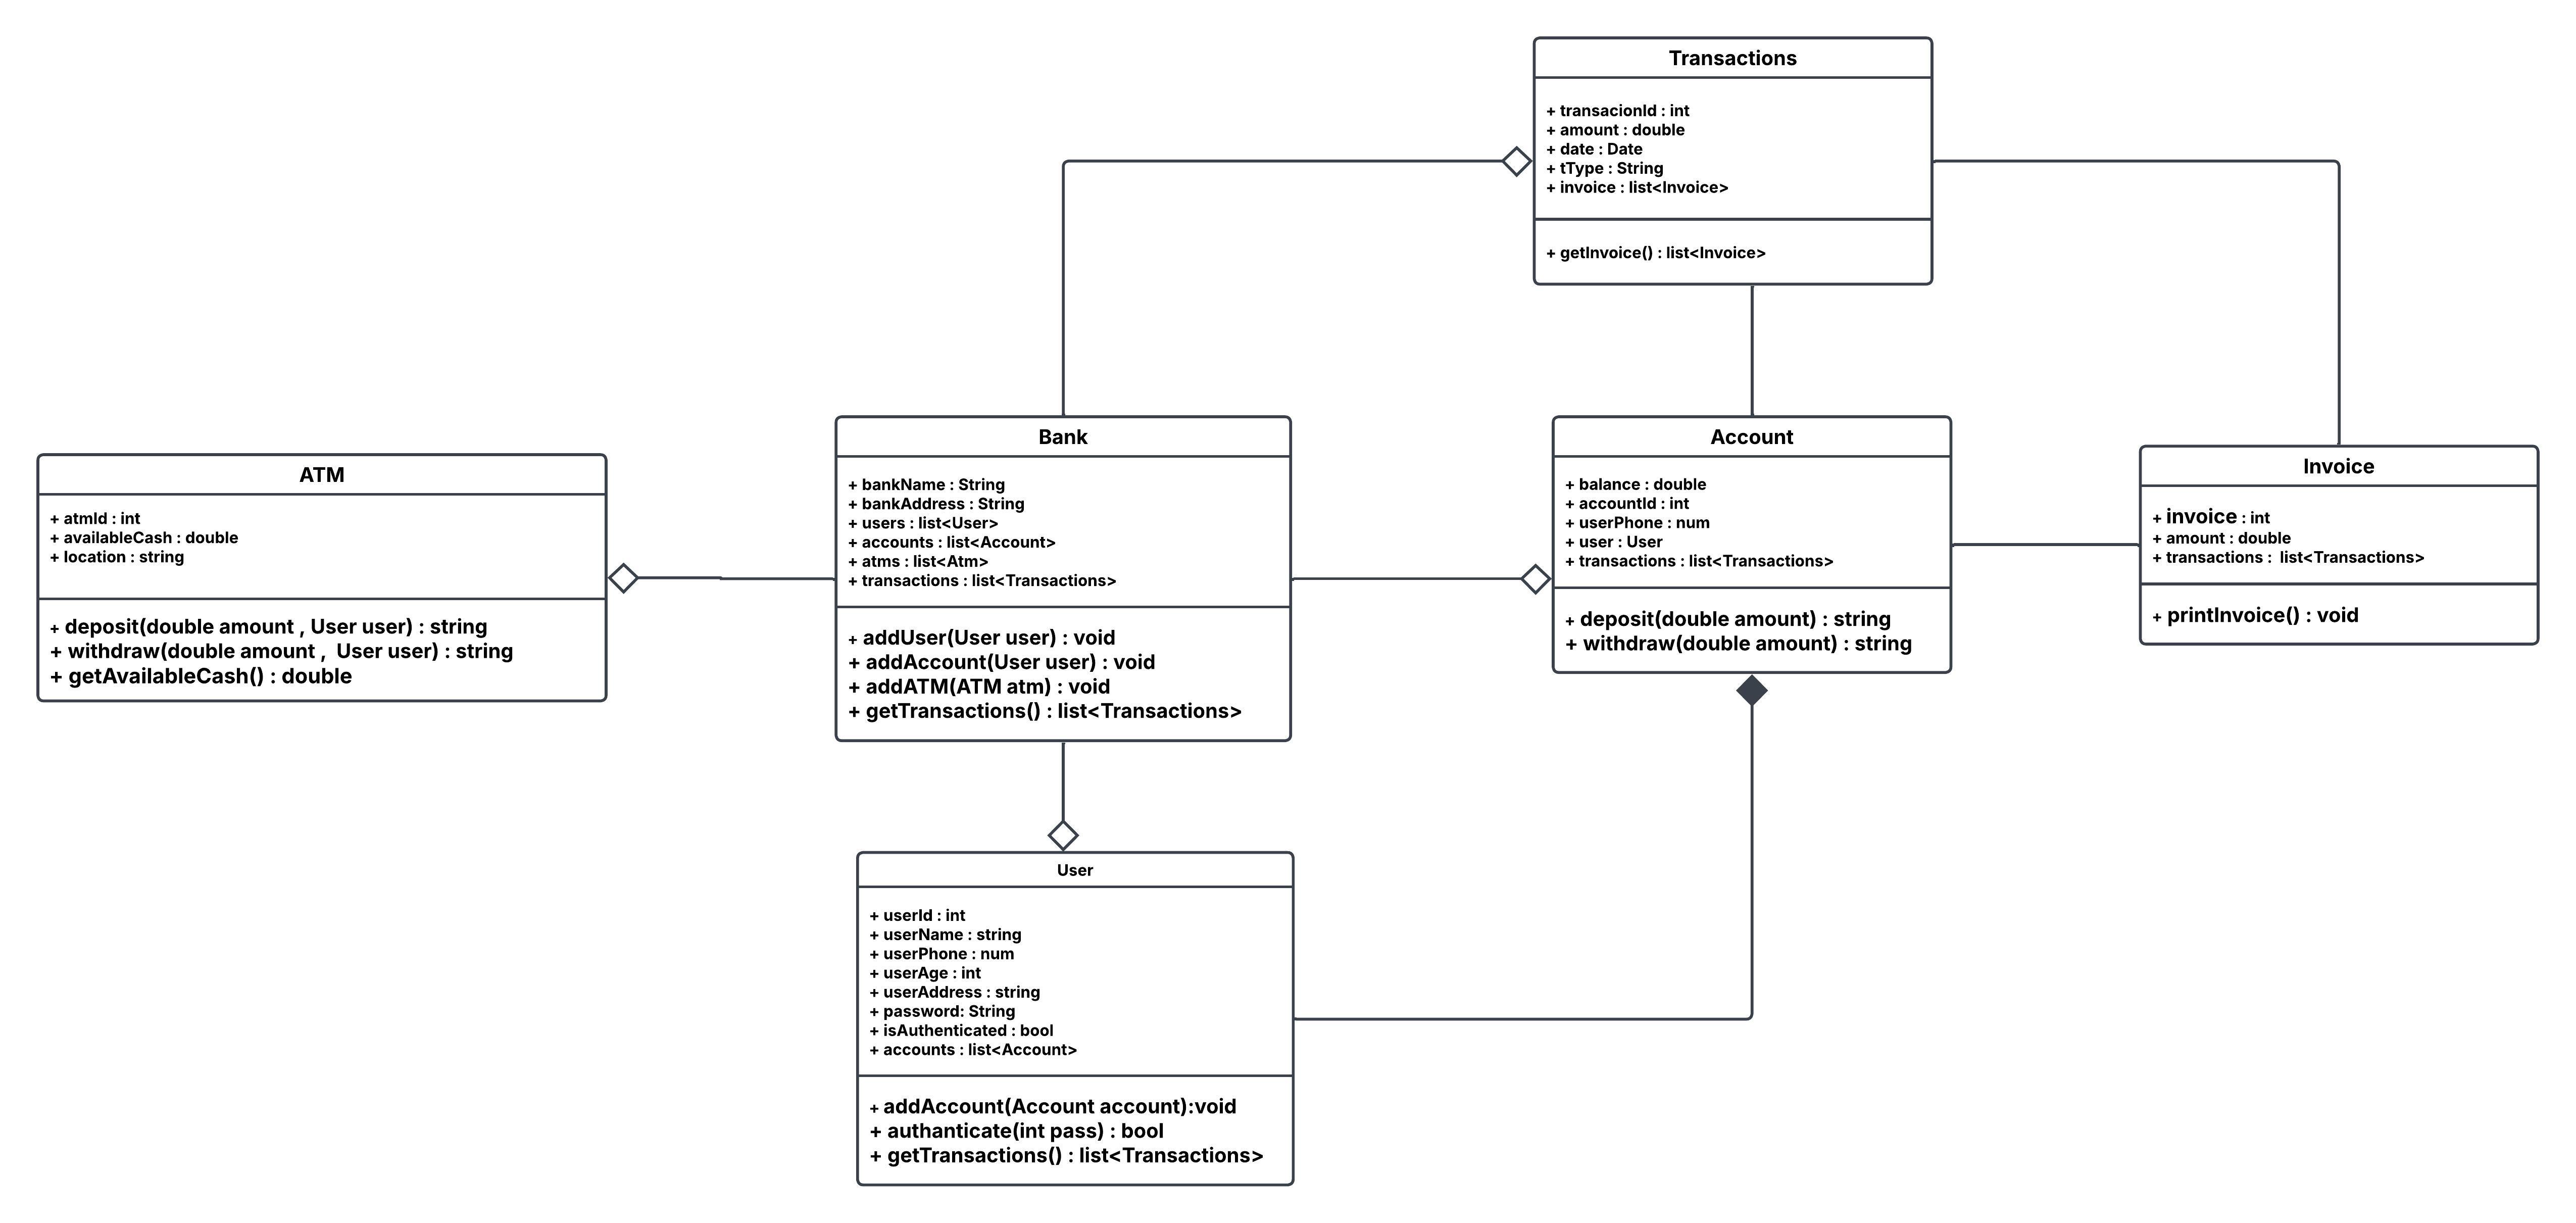 Transactions
+ transacionId : int
+ amount : double
+ date : Date
+ tType : String
+ invoice : list<Invoice>
+ getInvoice() : list<Invoice>
ATM
+ atmId : int
+ availableCash : double
+ location : string
+ deposit(double amount , User user) : string
+ withdraw(double amount ,  User user) : string
+ getAvailableCash() : double
Bank
+ bankName : String
+ bankAddress : String
+ users : list<User>
+ accounts : list<Account>
+ atms : list<Atm>
+ transactions : list<Transactions>
+ addUser(User user) : void
+ addAccount(User user) : void
+ addATM(ATM atm) : void
+ getTransactions() : list<Transactions>
Account
+ balance : double
+ accountId : int
+ userPhone : num
+ user : User
+ transactions : list<Transactions>
+ deposit(double amount) : string
+ withdraw(double amount) : string
Invoice
+ invoice : int
+ amount : double
+ transactions :  list<Transactions>
+ printInvoice() : void
User
+ userId : int
+ userName : string
+ userPhone : num
+ userAge : int
+ userAddress : string
+ password: String
+ isAuthenticated : bool
+ accounts : list<Account>
+ addAccount(Account account):void
+ authanticate(int pass) : bool
+ getTransactions() : list<Transactions>